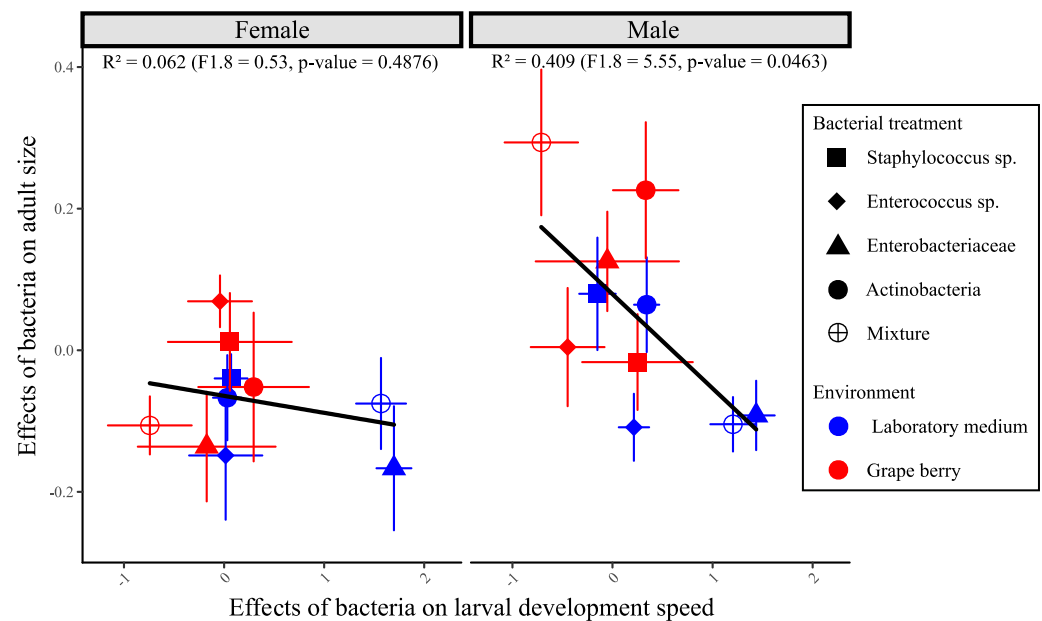 Female
Male
R² = 0.062 (F1.8 = 0.53, p-value = 0.4876)
R² = 0.409 (F1.8 = 5.55, p-value = 0.0463)
Effects of bacteria on adult size
0.4
0.2
0.0
-0.2
-1
0
1
2
-1
0
1
2
Effects of bacteria on larval development speed
Bacterial treatment
Staphylococcus sp.
Enterococcus sp.
Enterobacteriaceae
Actinobacteria
Mixture
Environment
Laboratory medium
Grape berry